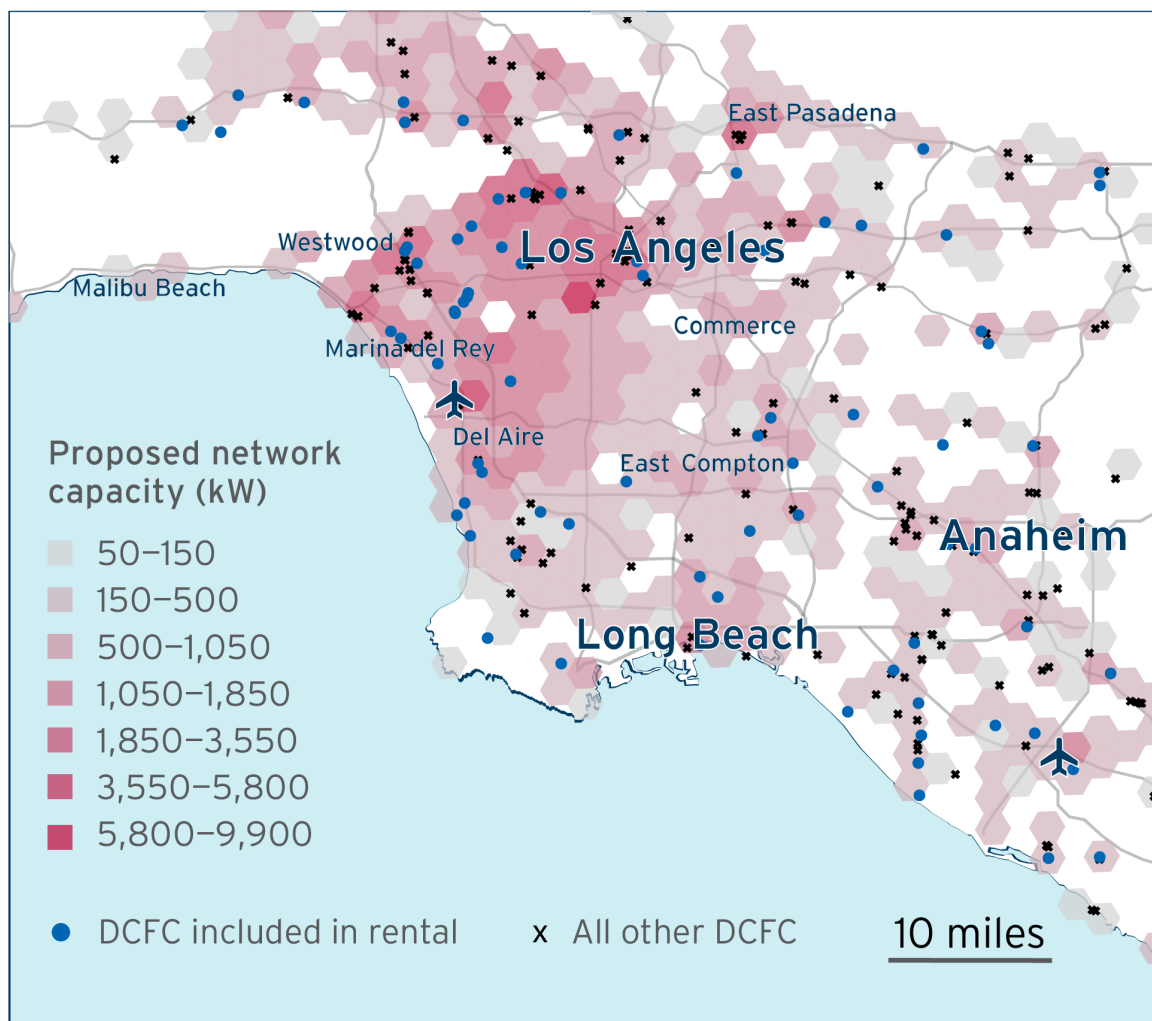 East Pasadena
Westwood
Los Angeles
Malibu Beach
Commerce
Marina del Rey
Del Aire
East Compton
Anaheim
Long Beach
Proposed network
capacity (kW)
50–150
150–500
500–1,050
1,050–1,850
1,850–3,550
3,550–5,800
5,800–9,900
DCFC included in rental
x All other DCFC
10 miles